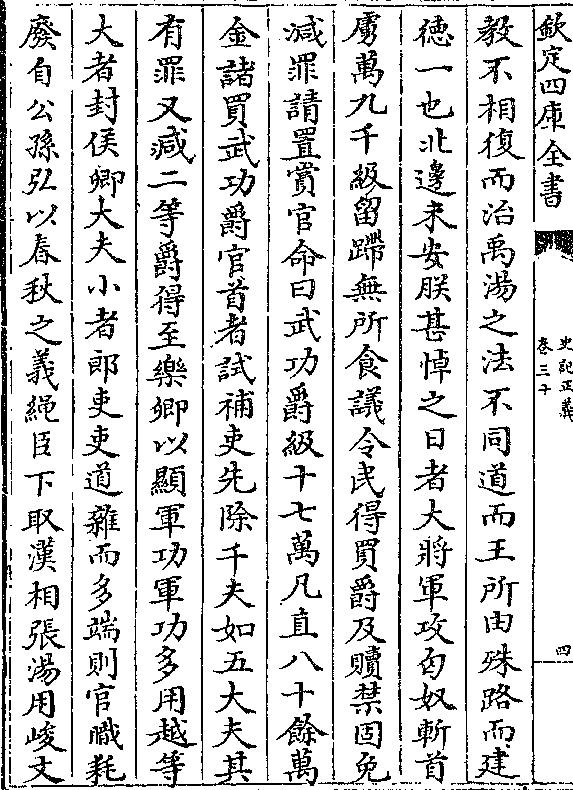 欽定四庫全書
史記正義
卷三十
四
教不相復而治禹湯之法不同道而王所由殊路而建
徳一也北邊未安朕甚悼之日者大將軍攻匈奴斬首
虜萬九千級留蹛無所食議令民得買爵及贖禁固免
減罪請置賞官命曰武功爵級十七萬凡直八十餘萬
金諸買武功爵官首者試補吏先除千夫如五大夫其
有罪又减二等爵得至樂卿以顯軍功軍功多用越等
大者封侯卿大夫小者郎吏吏道雜而多端則官職耗
廢自公孫弘以春秋之義繩臣下取漢相張湯用峻文